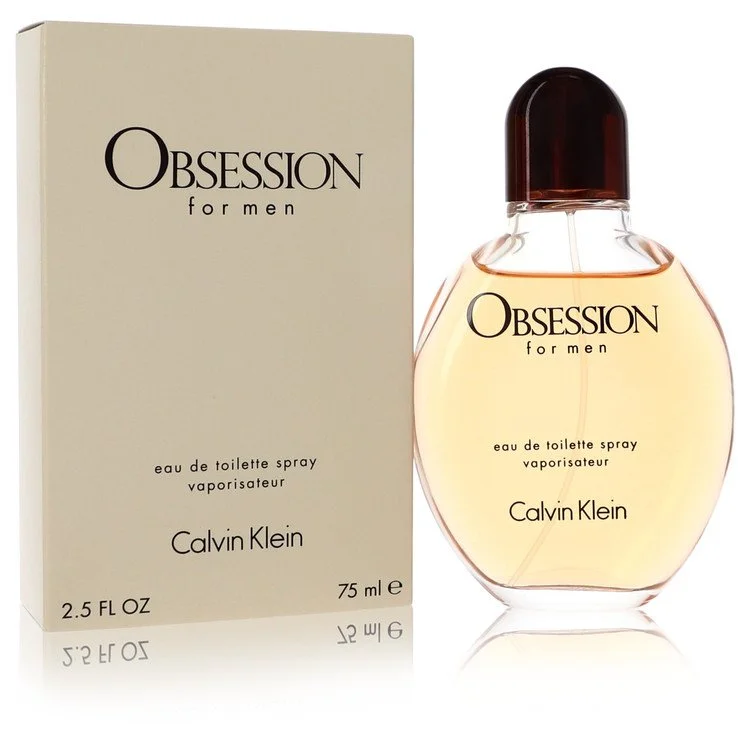 OBSESSION
for men
eau de toilette spray
vaporisateur
Calvin Klein
2.5 FL OZ
75 ml e
OBSESSION
for men
eau de toilette spray
vaporisateur
Calvin Klein